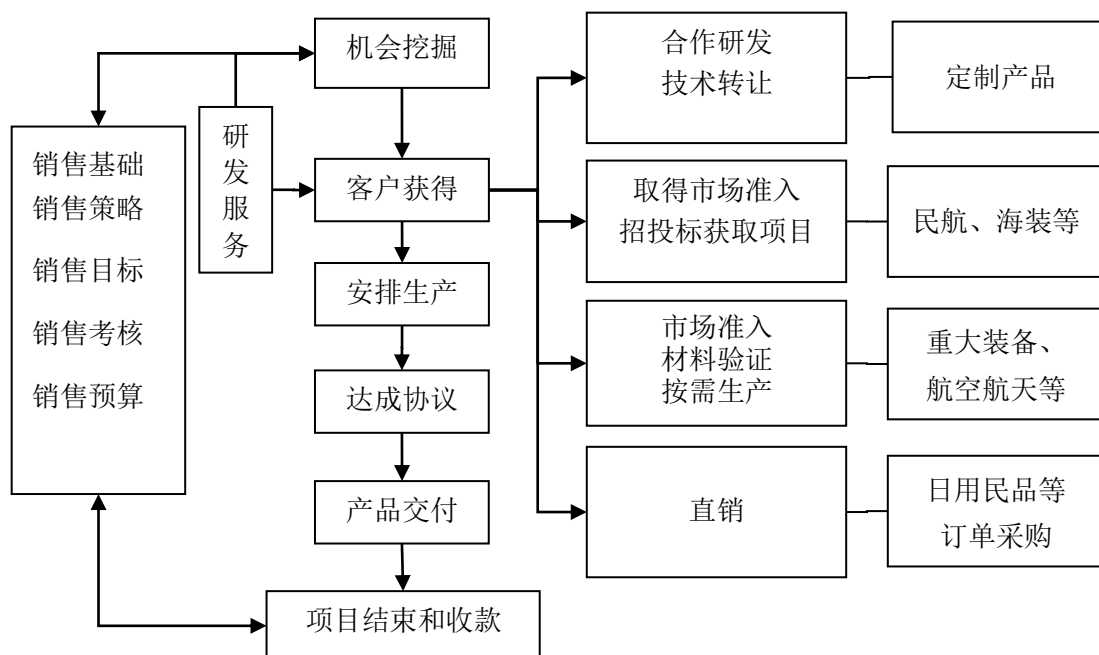 机会挖掘
合作研发
技术转让
定制产品
研
发
服
务
销售基础
销售策略
销售目标
销售考核
销售预算
客户获得
取得市场准入
招投标获取项目
民航、海装等
安排生产
市场准入
材料验证
按需生产
重大装备、
航空航天等
达成协议
产品交付
直销
日用民品等
订单采购
项目结束和收款